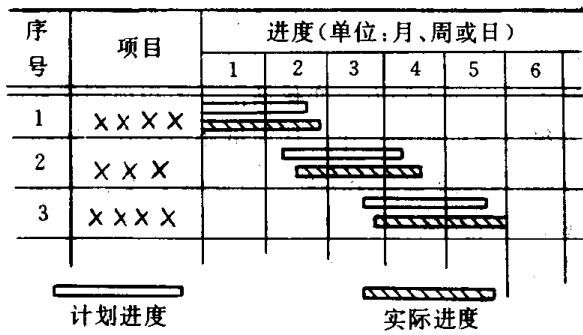 序号 项目 进度(单位:月、周或日)
1 2 3 4 5 6
1 ××××
2 ×××
3 ××××
计划进度 实际进度